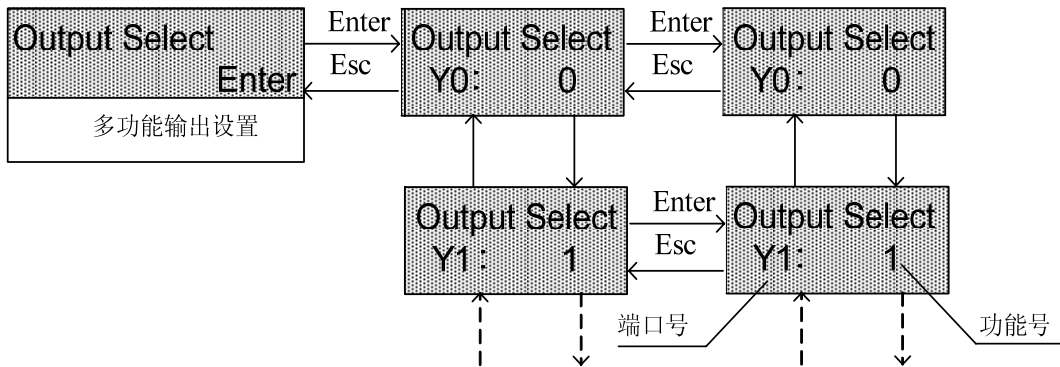 Output Select
Enter
多功能输出设置
Enter
Esc
Output Select
Y0: 0
Enter
Esc
Output Select
Y0: 0
Output Select
Y1: 1
Enter
Esc
Output Select
Y1: 1
端口号
功能号